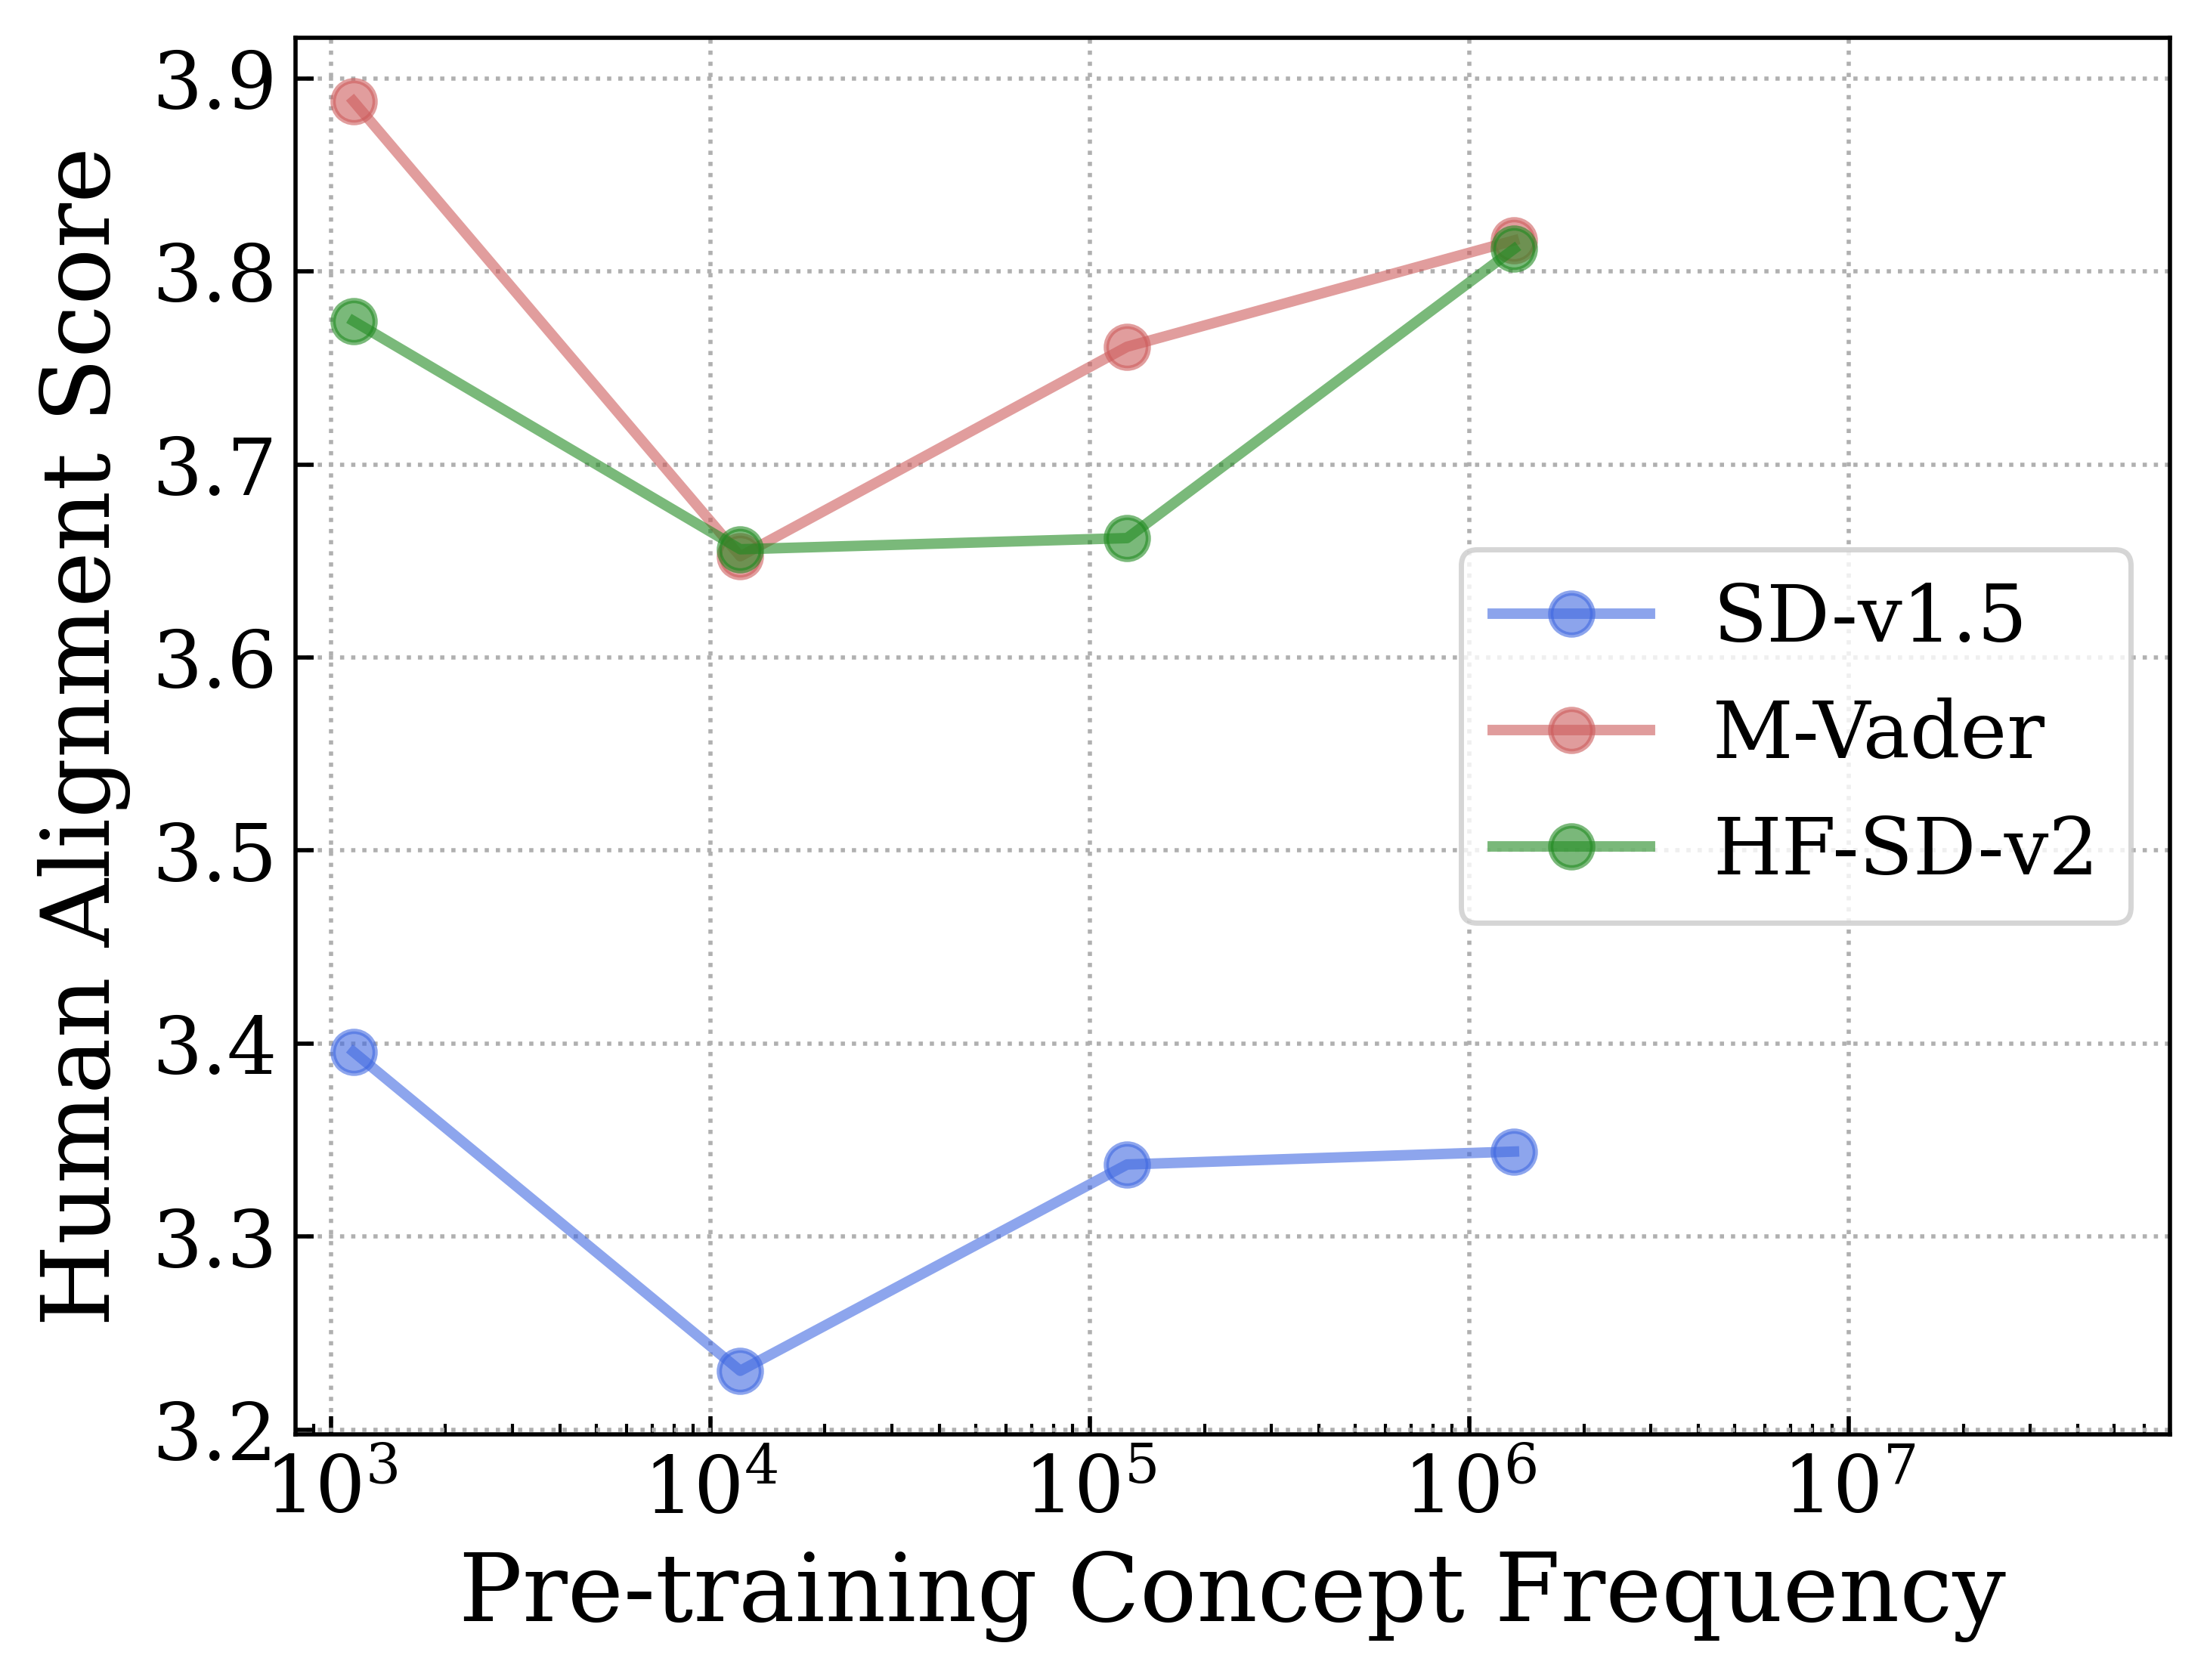 Human Alignment Score
3.9
3.8
3.7
3.6
3.5
3.4
3.3
3.2
SD-v1.5
M-Vader
HF-SD-v2
10³ 10⁴ 10⁵ 10⁶ 10⁷
Pre-training Concept Frequency